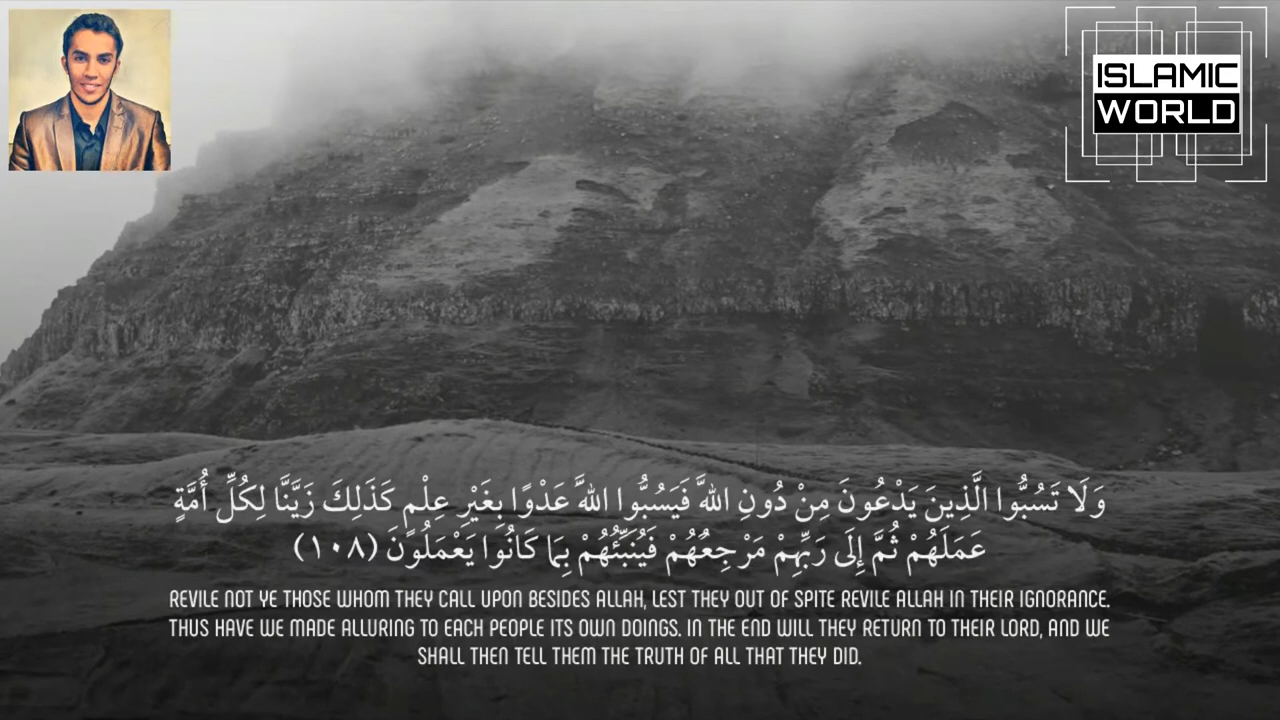 ISLAMIC
WORLD
وَلَا تَسُبُّوا الَّذِينَ يَدْعُونَ مِنْ دُونِ اللَّهِ فَيَسُبُّوا اللَّهَ عَدْوًا بِغَيْرِ عِلْمٍ كَذَلِكَ زَيَّنَّا لِكُلِّ أُمَّةٍ
عَمَلَهُمْ ثُمَّ إِلَى رَبِّهِمْ مَرْجِعُهُمْ فَيُنَبِّئُهُمْ بِمَا كَانُوا يَعْمَلُونَ (١٠٨)
REVILE NOT YE THOSE WHOM THEY CALL UPON BESIDES ALLAH, LEST THEY OUT OF SPITE REVILE ALLAH IN THEIR IGNORANCE.
THUS HAVE WE MADE ALLURING TO EACH PEOPLE ITS OWN DOINGS. IN THE END WILL THEY RETURN TO THEIR LORD, AND WE
SHALL THEN TELL THEM THE TRUTH OF ALL THAT THEY DID.